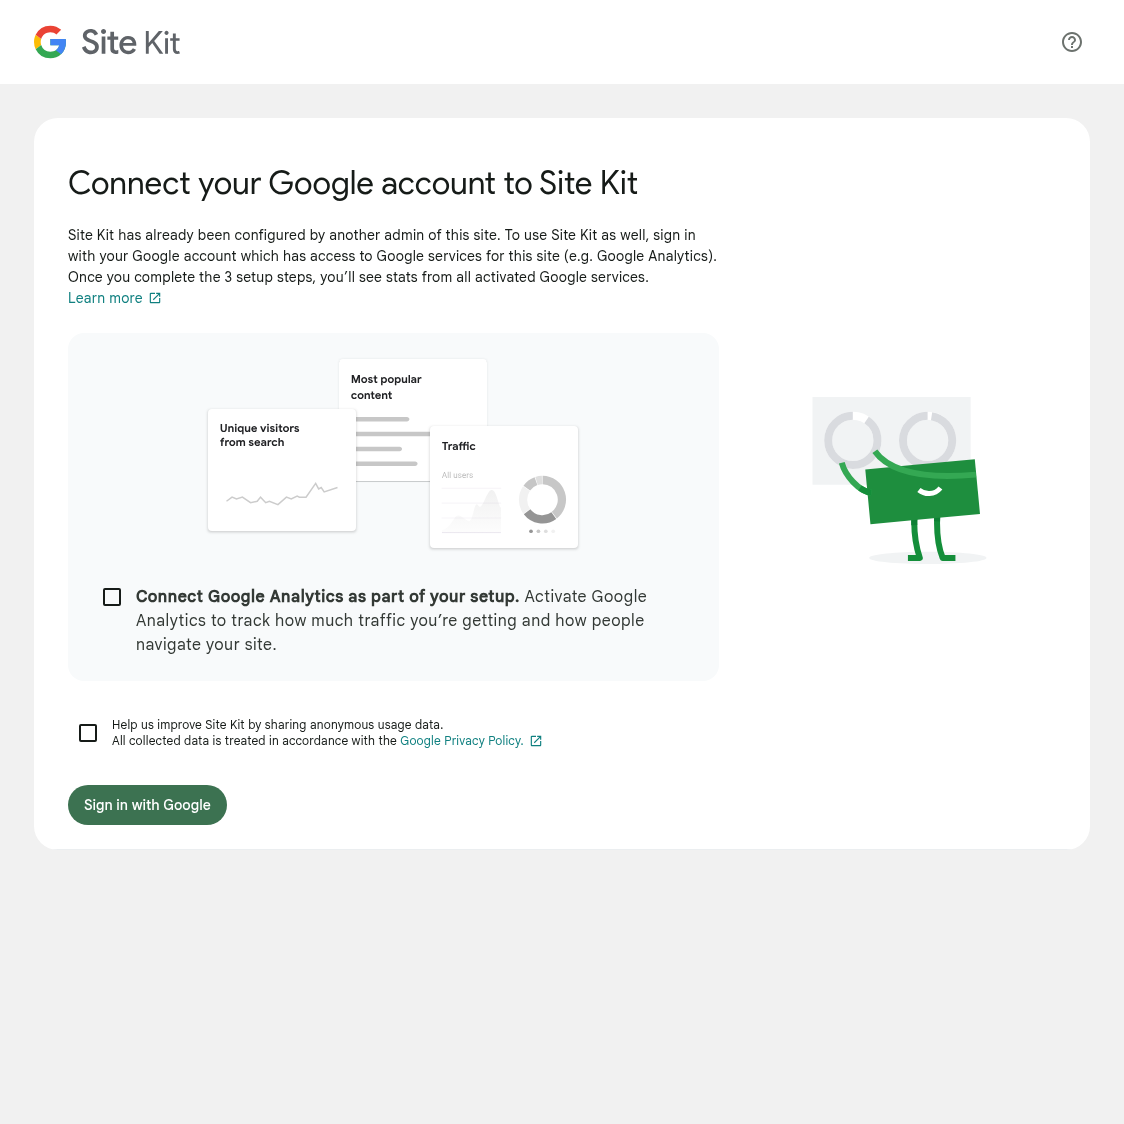 Site Kit
Connect your Google account to Site Kit
Site Kit has already been configured by another admin of this site. To use Site Kit as well, sign in
with your Google account which has access to Google services for this site (e.g. Google Analytics).
Once you complete the 3 setup steps, you’ll see stats from all activated Google services.
Learn more
Most popular
content
Unique visitors
from search
Traffic
All users
Connect Google Analytics as part of your setup. Activate Google
Analytics to track how much traffic you’re getting and how people
navigate your site.
Help us improve Site Kit by sharing anonymous usage data.
All collected data is treated in accordance with the Google Privacy Policy.
Sign in with Google